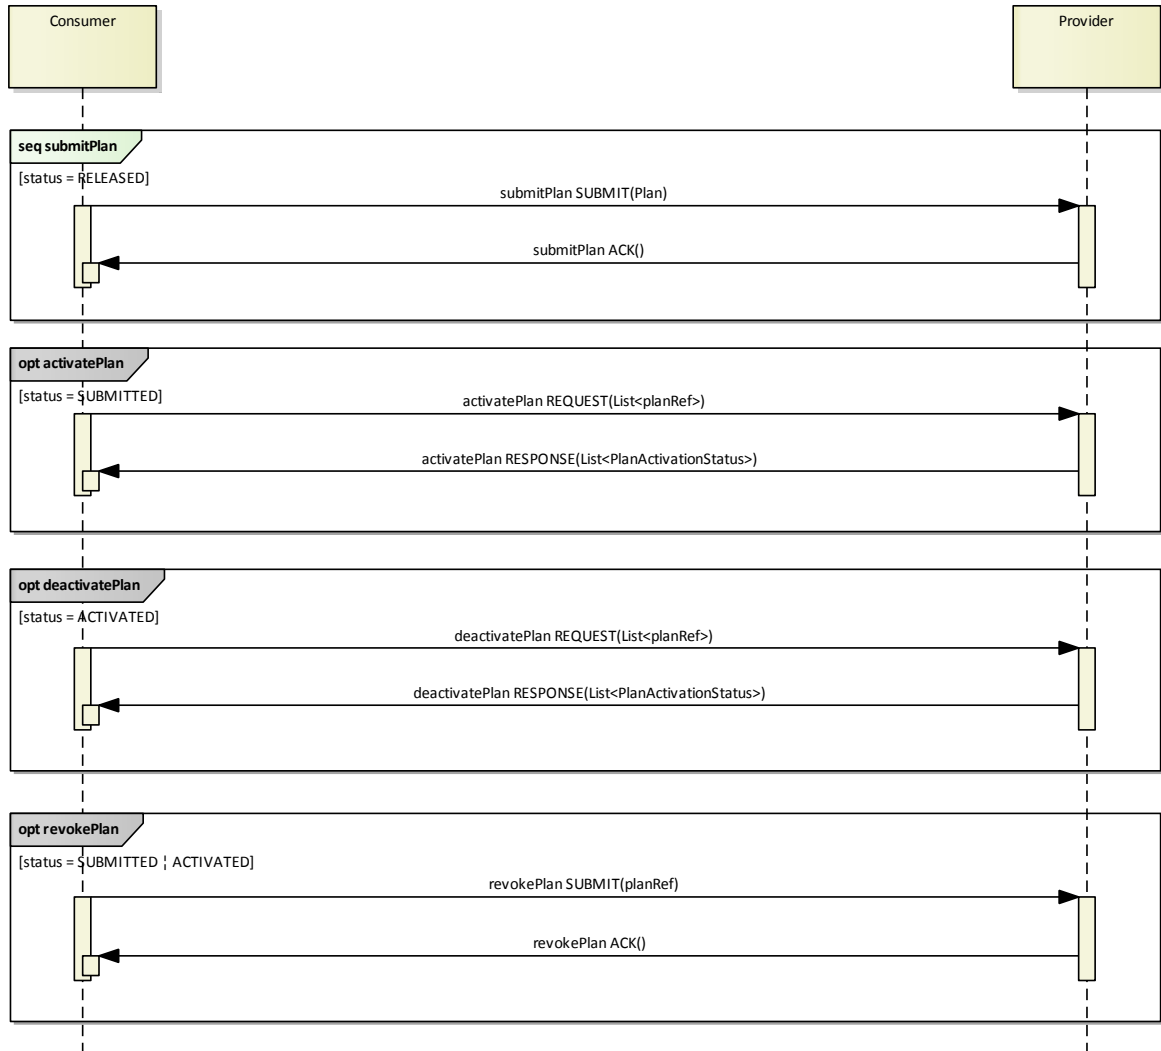 Consumer
Provider
seq submitPlan
[status = RELEASED]
submitPlan SUBMIT(Plan)
submitPlan ACK()
opt activatePlan
[status = SUBMITTED]
activatePlan REQUEST(List<planRef>)
activatePlan RESPONSE(List<PlanActivationStatus>)
opt deactivatePlan
[status = ACTIVATED]
deactivatePlan REQUEST(List<planRef>)
deactivatePlan RESPONSE(List<PlanActivationStatus>)
opt revokePlan
[status = SUBMITTED ¦ ACTIVATED]
revokePlan SUBMIT(planRef)
revokePlan ACK()